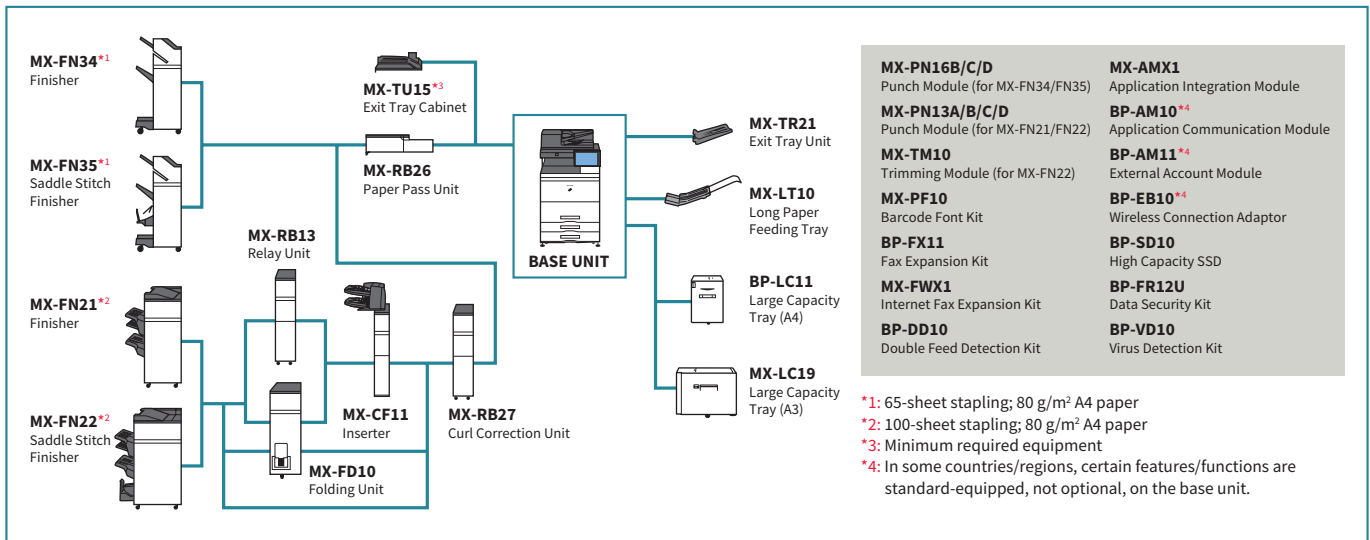 MX-FN34*1
Finisher
MX-FN35*1
Saddle Stitch
Finisher
MX-FN21*2
Finisher
MX-FN22*2
Saddle Stitch
Finisher
MX-RB13
Relay Unit
MX-FD10
Folding Unit
MX-CF11
Inserter
MX-RB27
Curl Correction Unit
MX-TU15*3
Exit Tray Cabinet
MX-RB26
Paper Pass Unit
BASE UNIT
MX-TR21
Exit Tray Unit
MX-LT10
Long Paper
Feeding Tray
BP-LC11
Large Capacity
Tray (A4)
MX-LC19
Large Capacity
Tray (A3)
MX-PN16B/C/D
Punch Module (for MX-FN34/FN35)
MX-PN13A/B/C/D
Punch Module (for MX-FN21/FN22)
MX-TM10
Trimming Module (for MX-FN22)
MX-PF10
Barcode Font Kit
BP-FX11
Fax Expansion Kit
MX-FWX1
Internet Fax Expansion Kit
BP-DD10
Double Feed Detection Kit
MX-AMX1
Application Integration Module
BP-AM10*4
Application Communication Module
BP-AM11*4
External Account Module
BP-EB10*4
Wireless Connection Adaptor
BP-SD10
High Capacity SSD
BP-FR12U
Data Security Kit
BP-VD10
Virus Detection Kit
*1: 65-sheet stapling; 80 g/m² A4 paper
*2: 100-sheet stapling; 80 g/m² A4 paper
*3: Minimum required equipment
*4: In some countries/regions, certain features/functions are
standard-equipped, not optional, on the base unit.